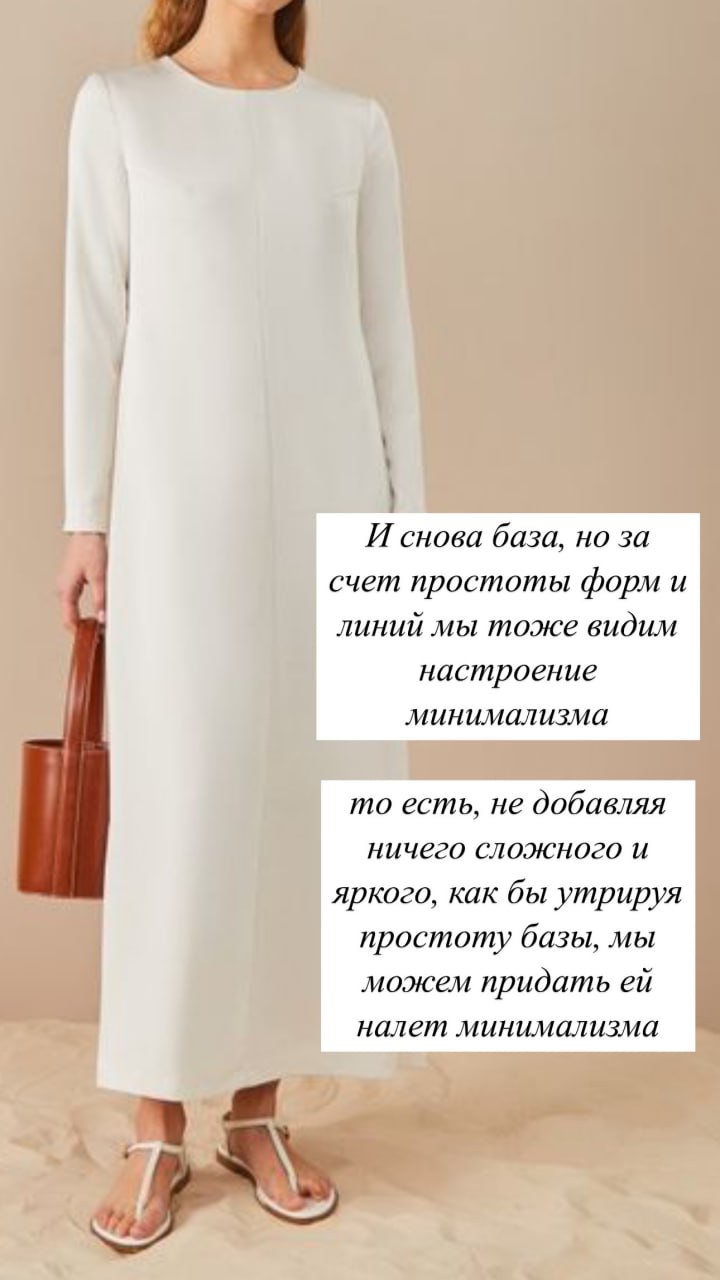 И снова база, но за
счет простоты форм и
линий мы тоже видим
настроение
минимализма
то есть, не добавляя
ничего сложного и
яркого, как бы утрируя
простоту базы, мы
можем придать ей
налет минимализма